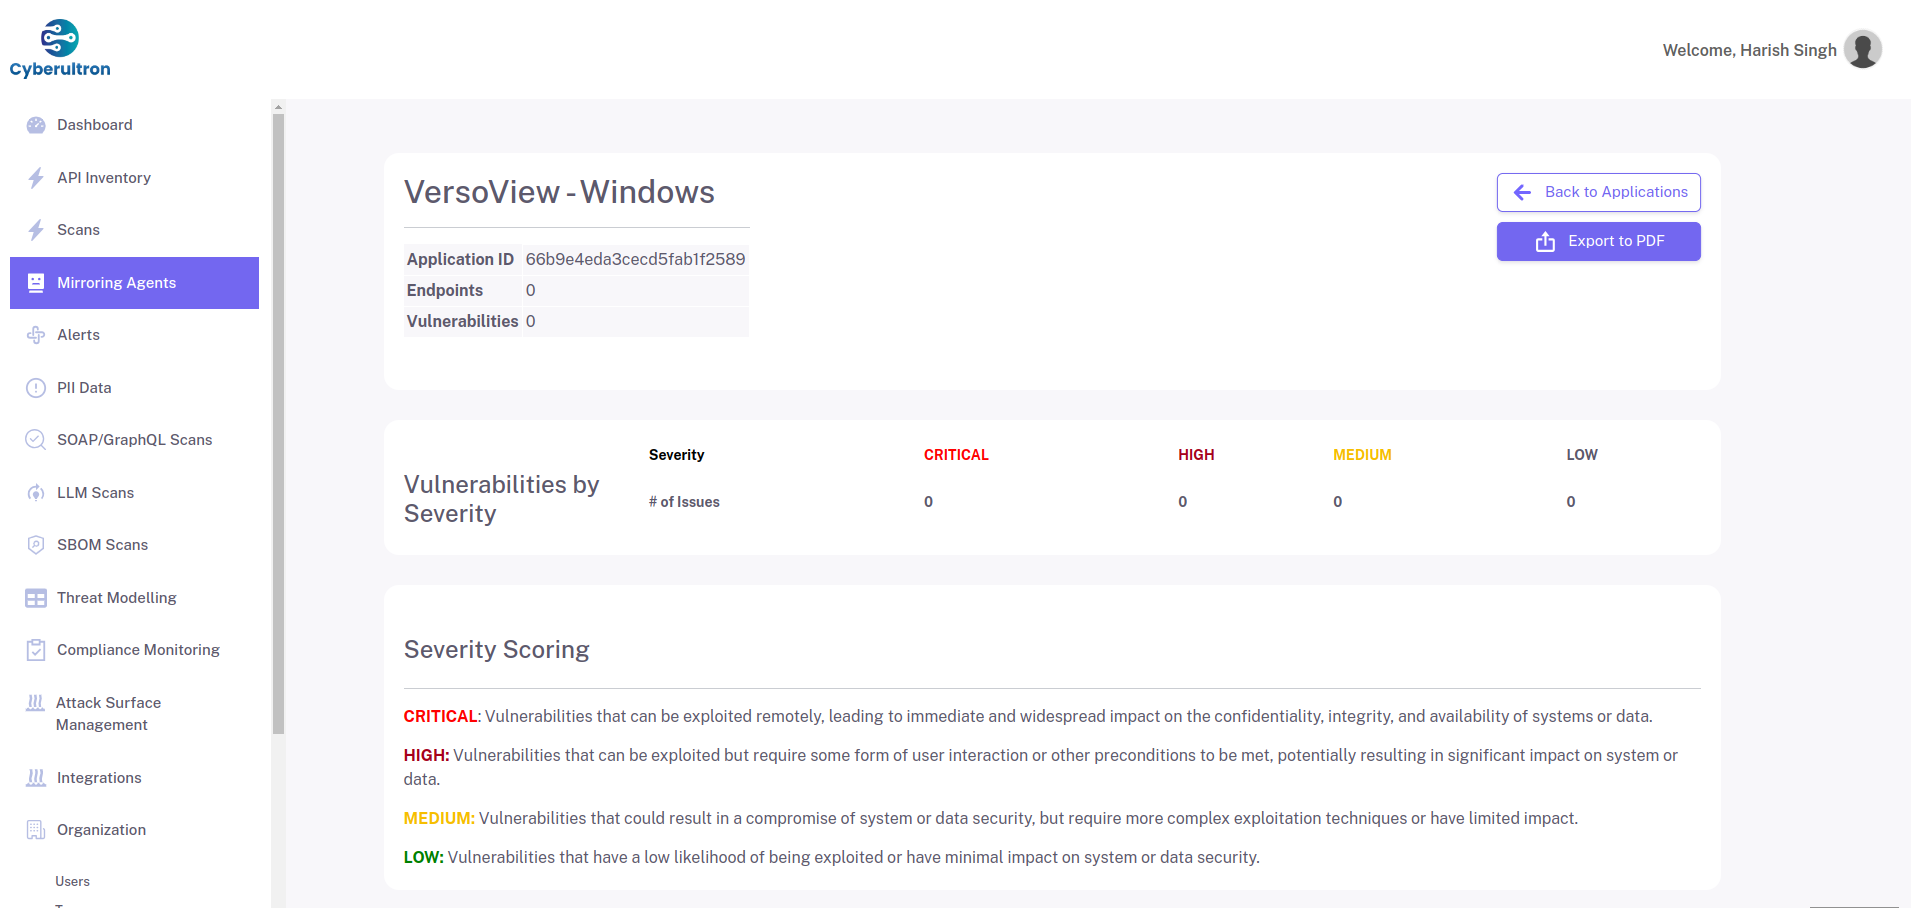 Cyberultron
Welcome, Harish Singh
Dashboard
API Inventory
Scans
Mirroring Agents
Alerts
PII Data
SOAP/GraphQL Scans
LLM Scans
SBOM Scans
Threat Modelling
Compliance Monitoring
Attack Surface
Management
Integrations
Organization
Users
VersoView - Windows
Back to Applications
Export to PDF
Application ID 66b9e4eda3cecd5fab1f2589
Endpoints 0
Vulnerabilities 0
Vulnerabilities by
Severity
Severity CRITICAL HIGH MEDIUM LOW
# of Issues 0 0 0 0
Severity Scoring
CRITICAL: Vulnerabilities that can be exploited remotely, leading to immediate and widespread impact on the confidentiality, integrity, and availability of systems or data.
HIGH: Vulnerabilities that can be exploited but require some form of user interaction or other preconditions to be met, potentially resulting in significant impact on system or
data.
MEDIUM: Vulnerabilities that could result in a compromise of system or data security, but require more complex exploitation techniques or have limited impact.
LOW: Vulnerabilities that have a low likelihood of being exploited or have minimal impact on system or data security.